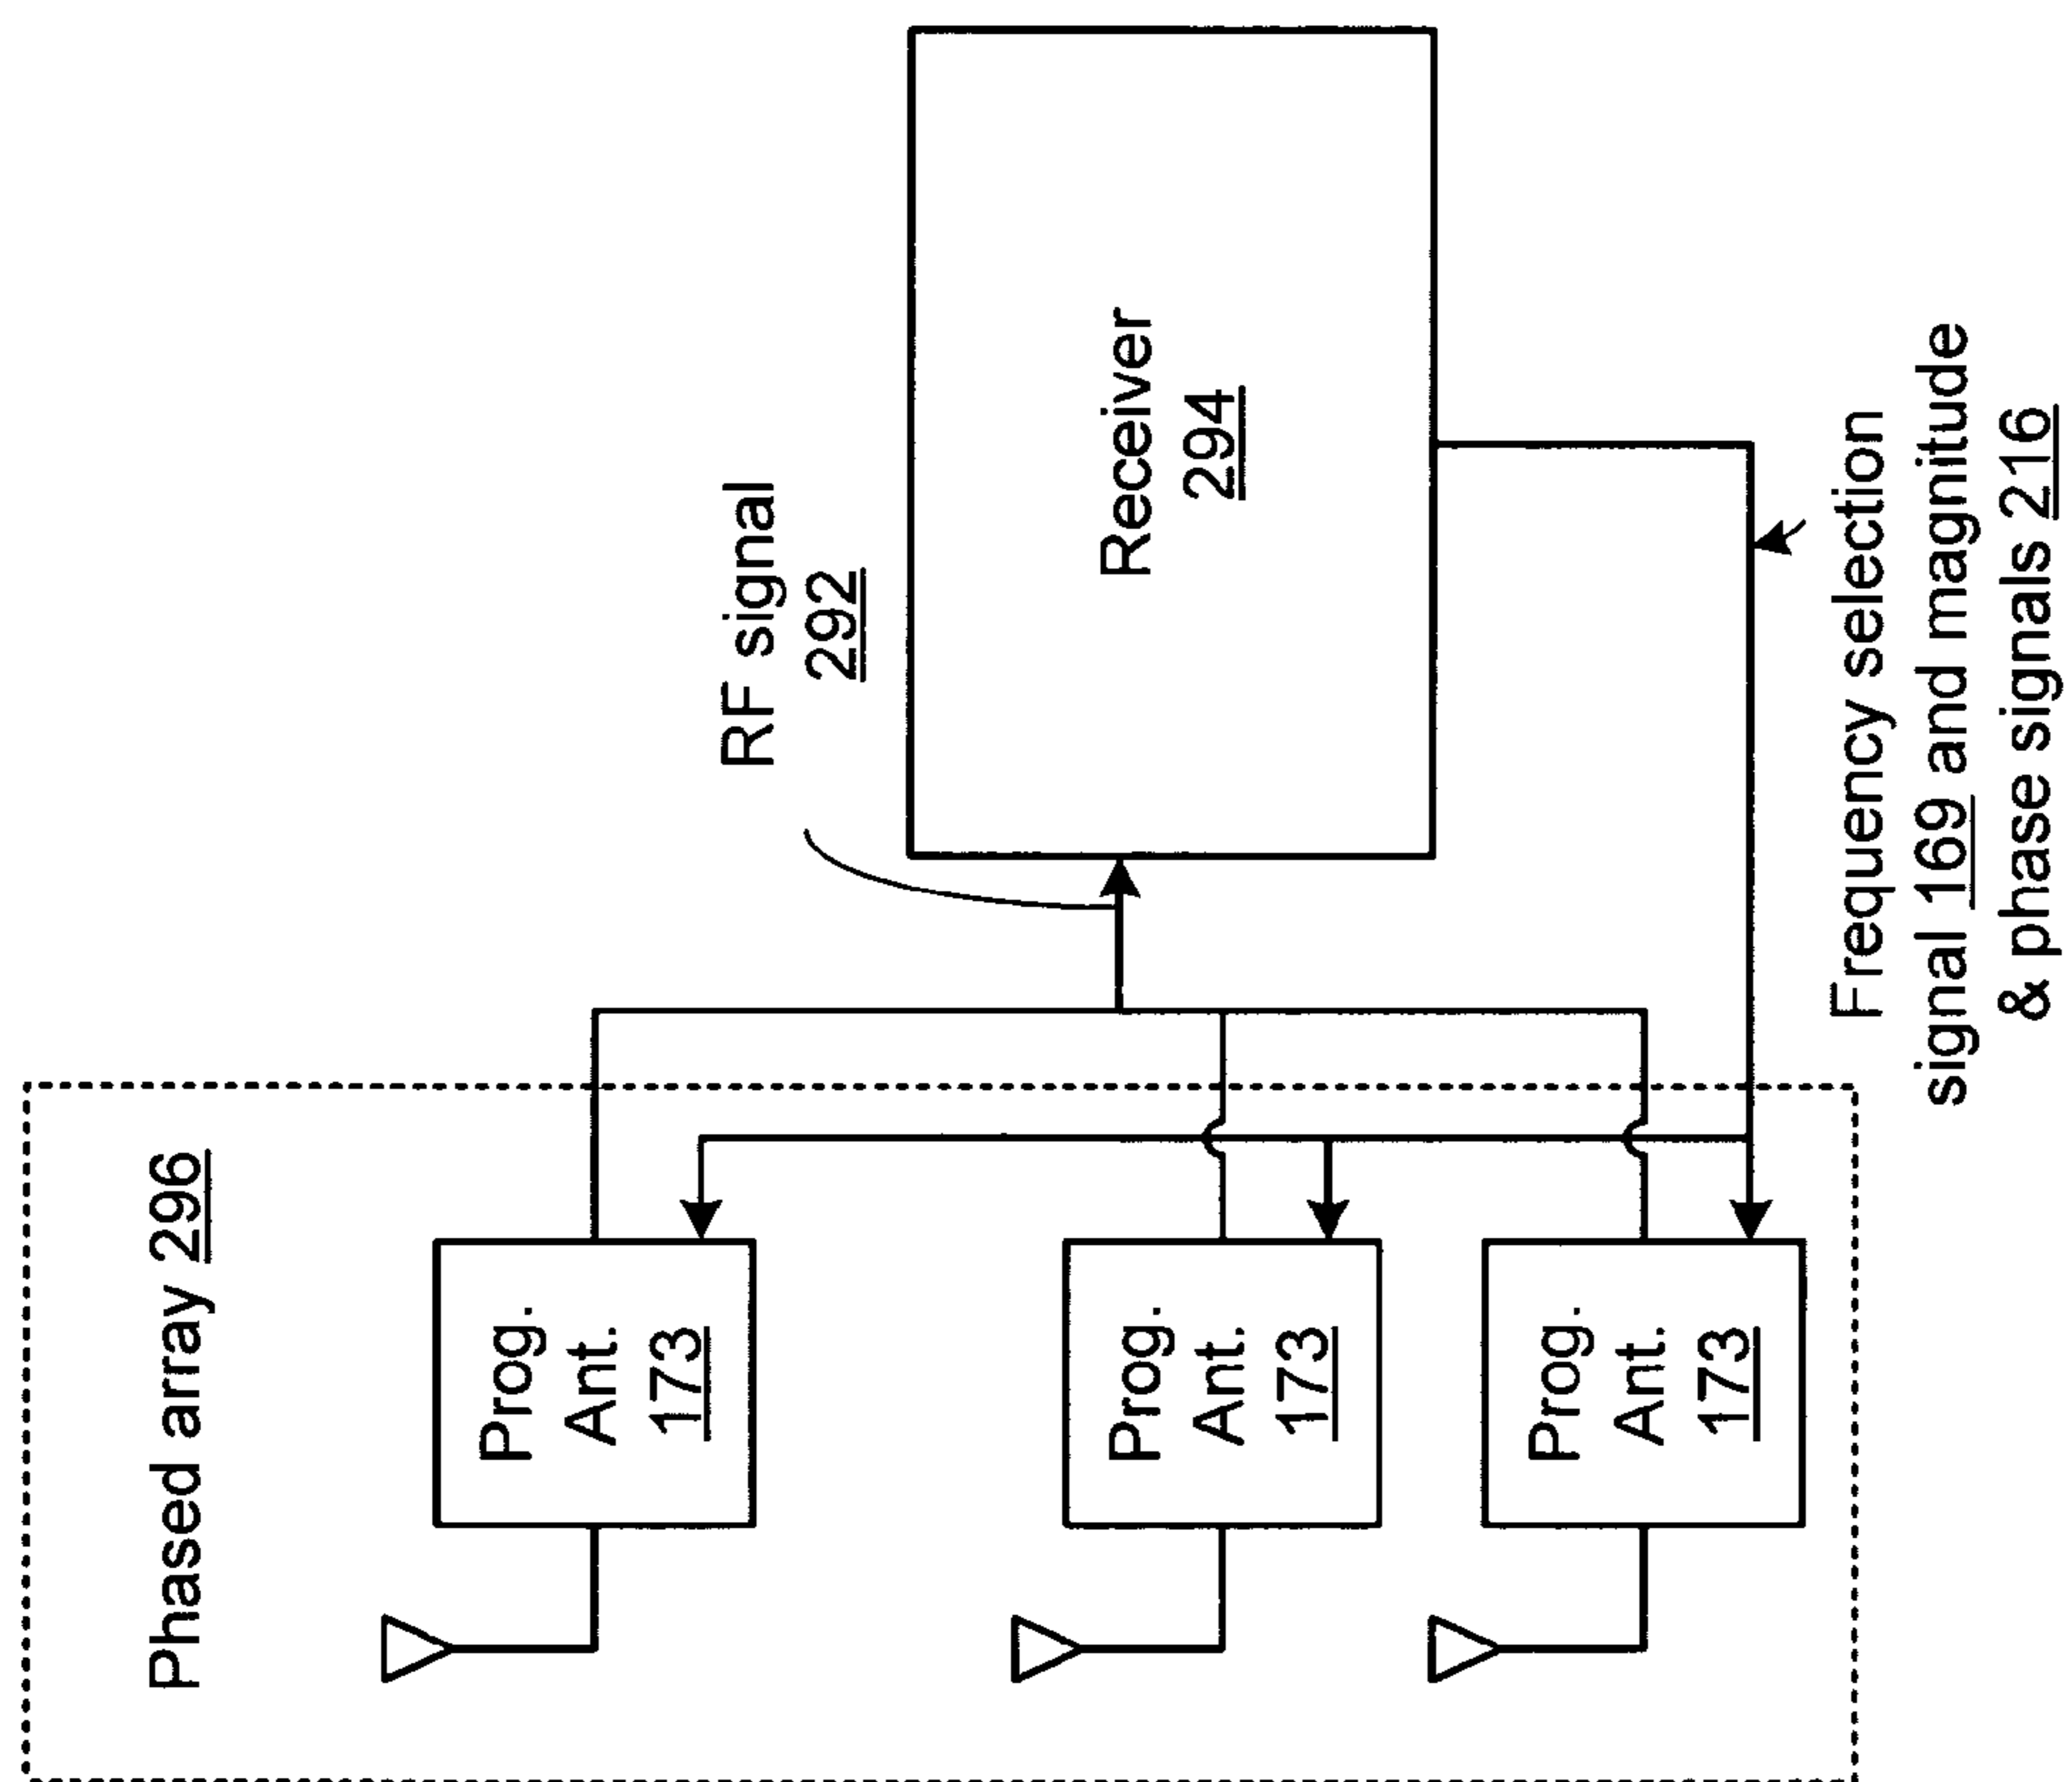 Phased array 296
Prog.
Ant.
173
Prog.
Ant.
173
Prog.
Ant.
173
RF signal
292
Receiver
294
Frequency selection
signal 169 and magnitude
& phase signals 216